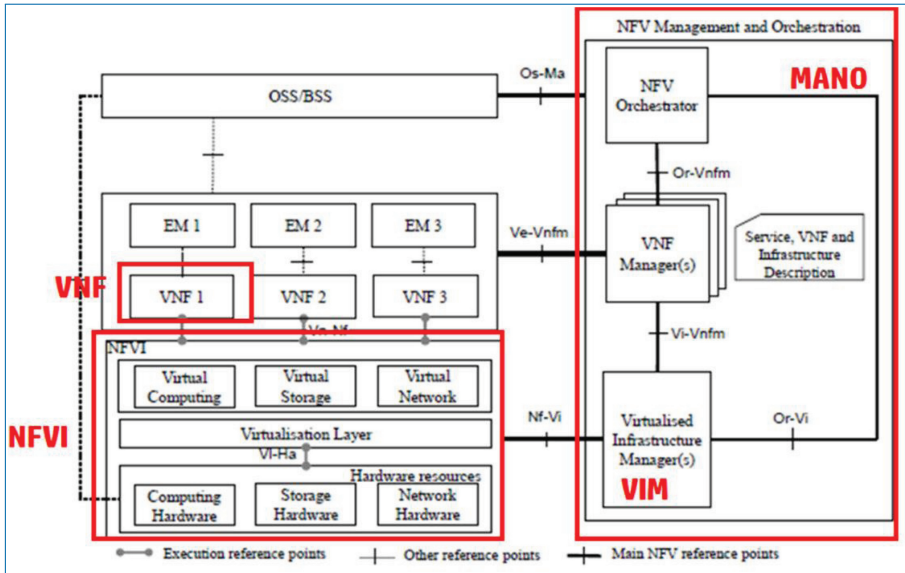 NFV Management and Orchestration
MANO
Os-Ma
OSS/BSS
NFV
Orchestrator
Or-Vnfm
EM 1
EM 2
EM 3
Ve-Vnfm
VNF
Manager(s)
Service, VNF and
Infrastructure
Description
VNF
VNF 1
VNF 2
VNF 3
Vn-Nf
Vi-Vnfm
NFVI
NFVI
Virtual
Computing
Virtual
Storage
Virtual
Network
Virtualisation Layer
Nf-Vi
Virtualised
Infrastructure
Manager(s)
VIM
Or-Vi
Vl-Ha
Hardware resources
Computing
Hardware
Storage
Hardware
Network
Hardware
Execution reference points
Other reference points
Main NFV reference points